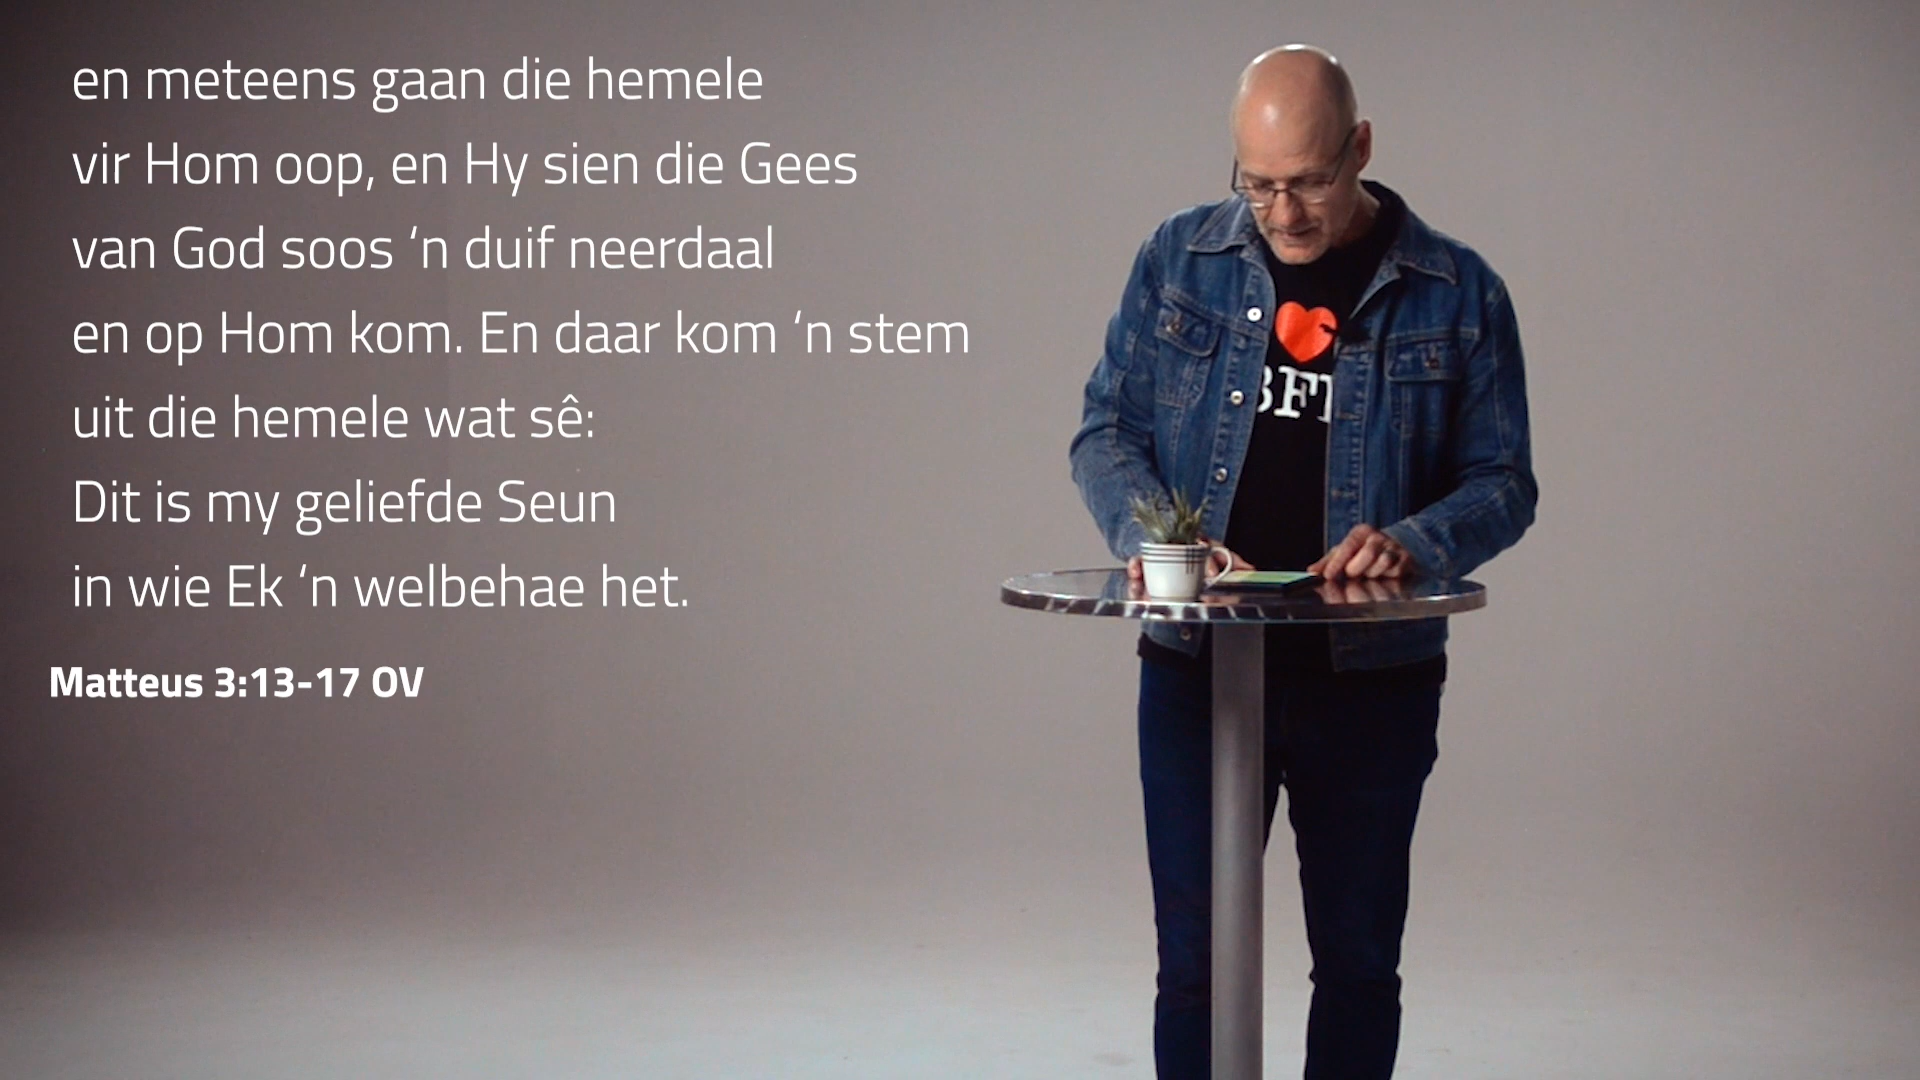 en meteens gaan die hemele
vir Hom oop, en Hy sien die Gees
van God soos ‘n duif neerdaal
en op Hom kom. En daar kom ‘n stem
uit die hemele wat sê:
Dit is my geliefde Seun
in wie Ek ‘n welbehae het.
Matteus 3:13-17 OV